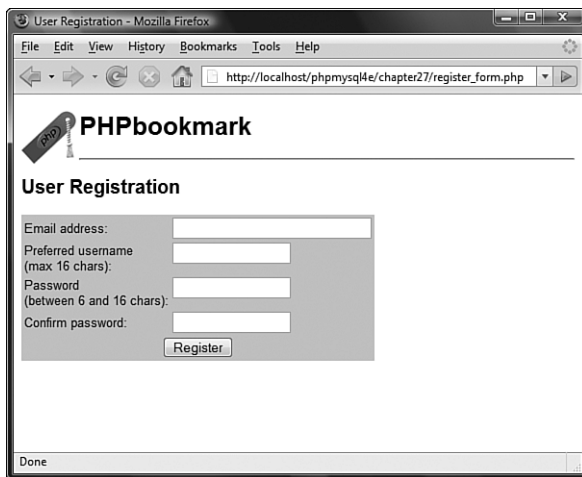 User Registration - Mozilla Firefox
File Edit View History Bookmarks Tools Help
http://localhost/phpmysql4e/chapter27/register_form.php
php
PHPbookmark
User Registration
Email address:
Preferred username
(max 16 chars):
Password
(between 6 and 16 chars):
Confirm password:
Register
Done